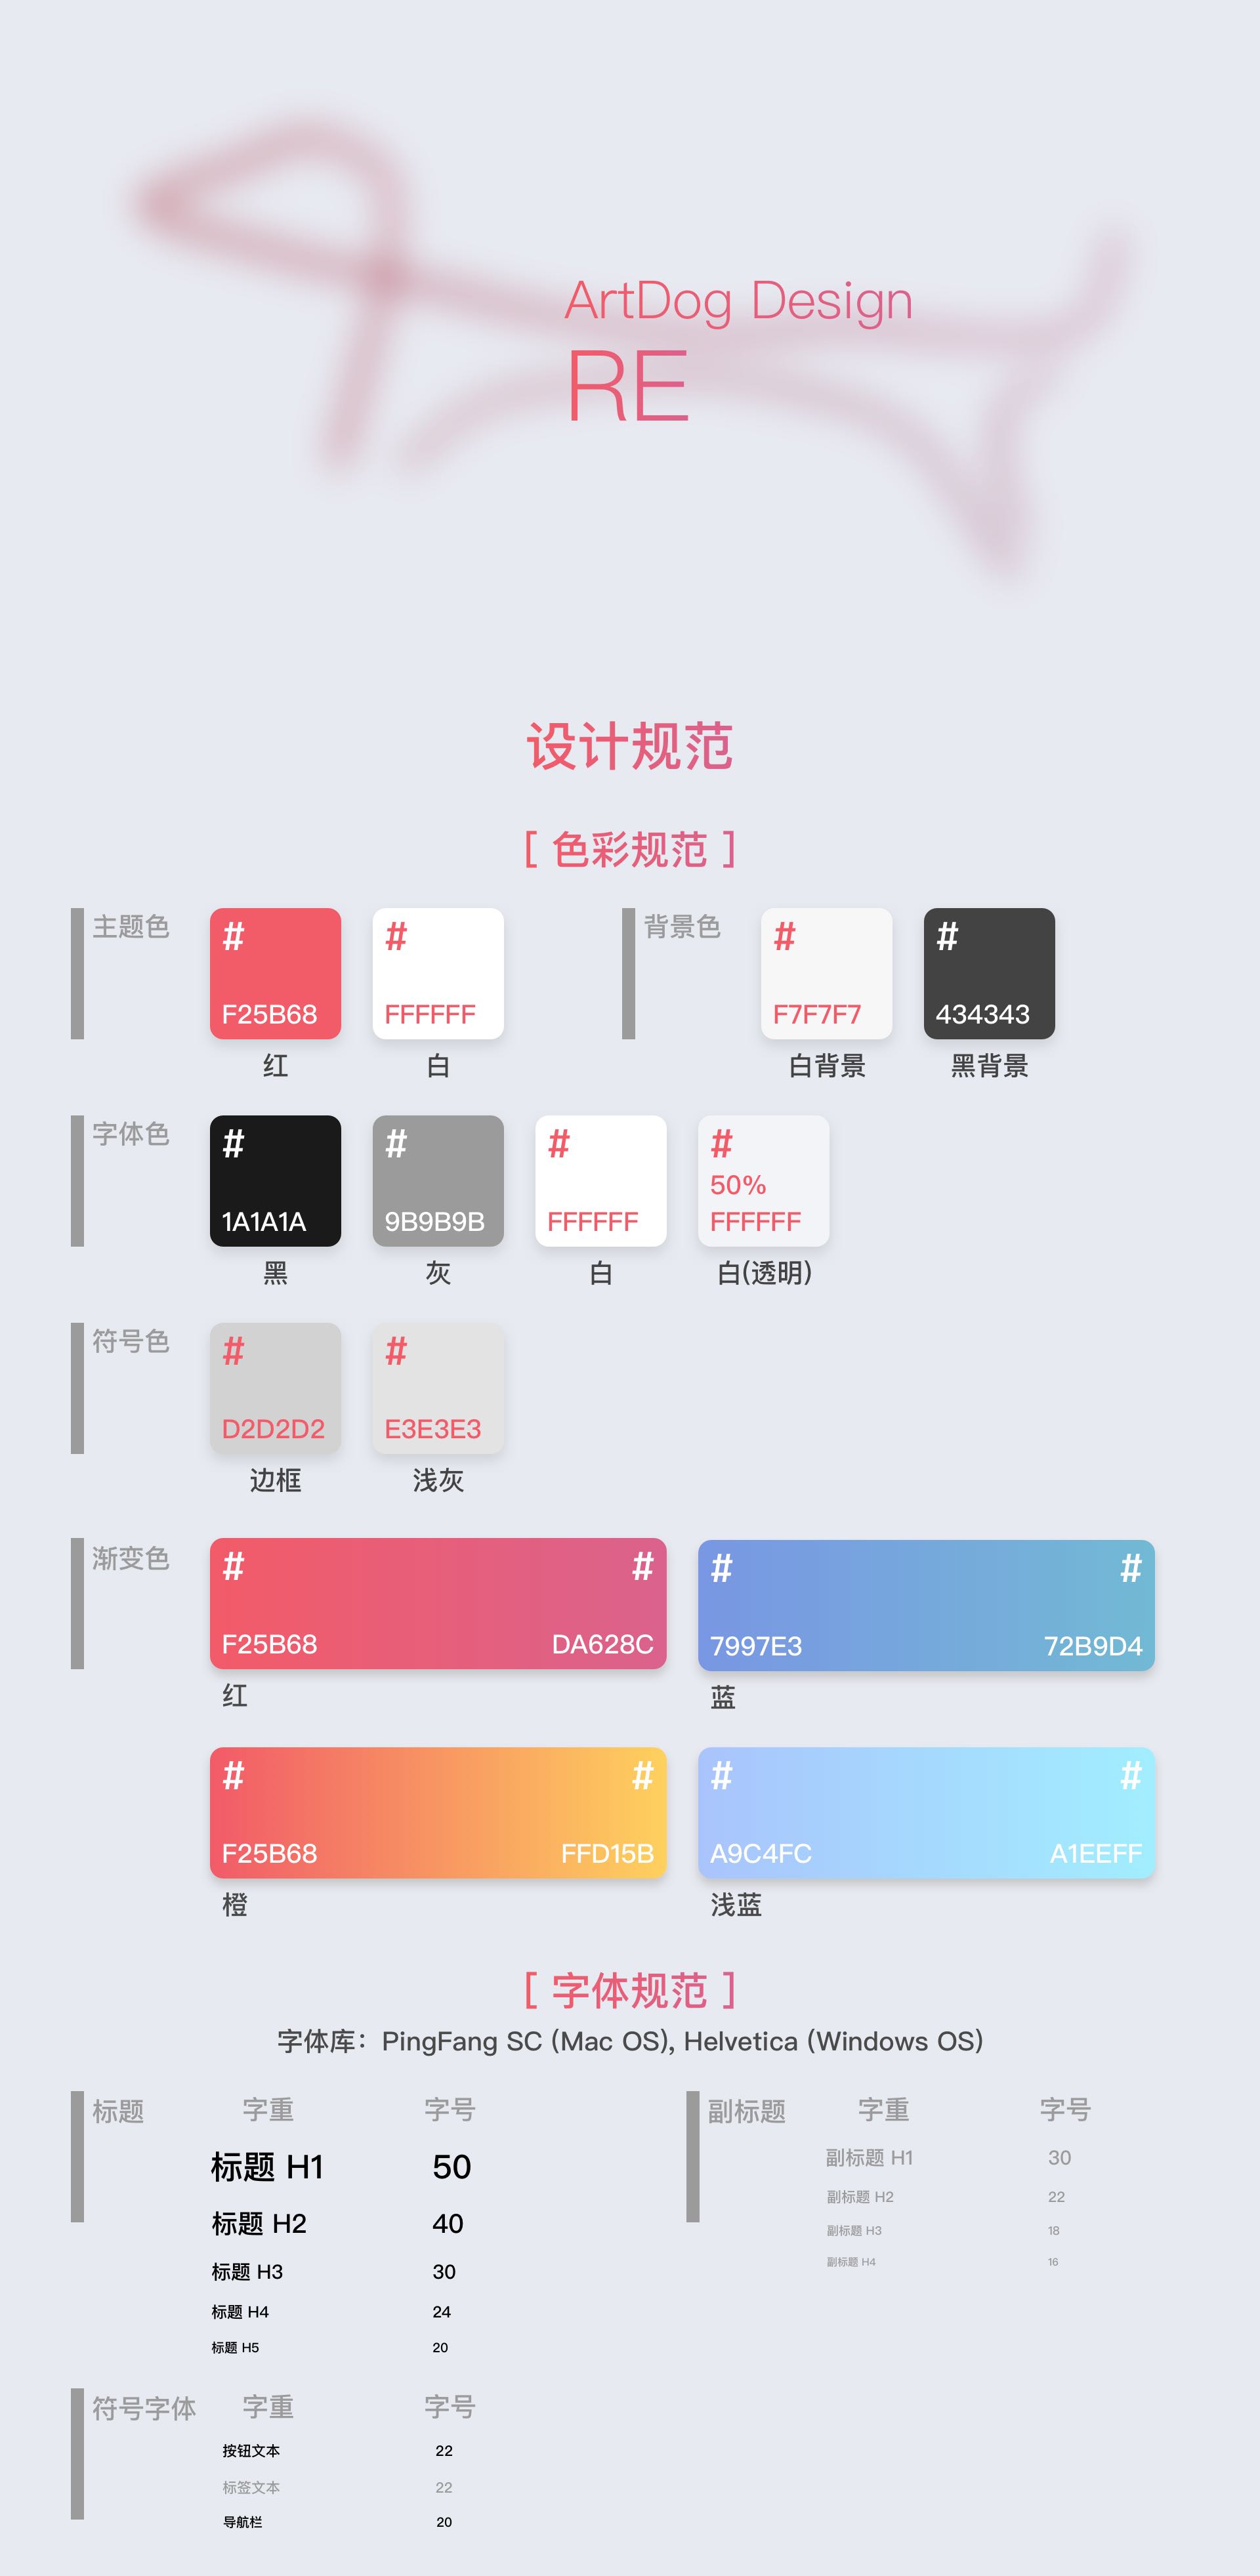 ArtDog Design
RE
设计规范
[ 色彩规范 ]
主题色
#
F25B68
红
#
FFFFFF
白
背景色
#
F7F7F7
白背景
#
434343
黑背景
字体色
#
1A1A1A
黑
#
9B9B9B
灰
#
FFFFFF
白
#
50%
FFFFFF
白(透明)
符号色
#
D2D2D2
边框
#
E3E3E3
浅灰
渐变色
# #
F25B68 DA628C
红
# #
7997E3 72B9D4
蓝
# #
F25B68 FFD15B
橙
# #
A9C4FC A1EEFF
浅蓝
[ 字体规范 ]
字体库：PingFang SC (Mac OS), Helvetica (Windows OS)
标题 字重 字号
标题 H1 50
标题 H2 40
标题 H3 30
标题 H4 24
标题 H5 20
副标题 字重 字号
副标题 H1 30
副标题 H2 22
副标题 H3 18
副标题 H4 16
符号字体 字重 字号
按钮文本 22
标签文本 22
导航栏 20